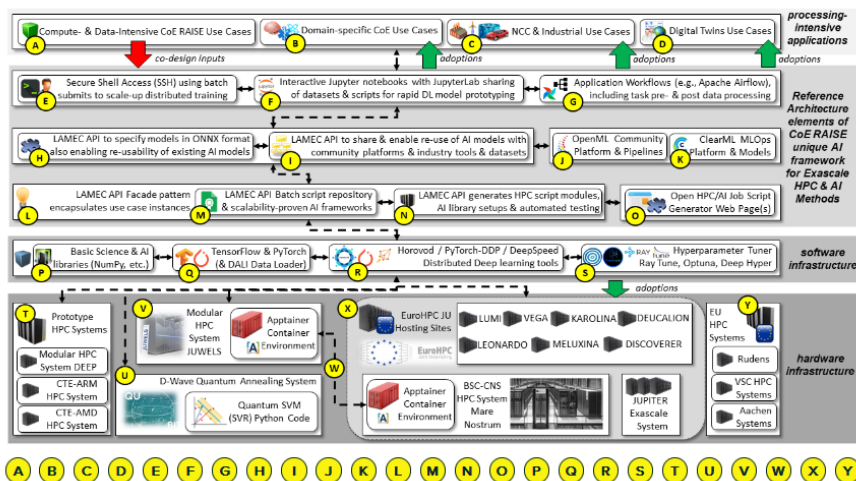 Compute- & Data-Intensive CoE RAISE Use Cases
Domain-specific CoE Use Cases
NCC & Industrial Use Cases
Digital Twins Use Cases
A
B
C
D
processing-
intensive
applications
co-design inputs
adoptions
adoptions
adoptions
Secure Shell Access (SSH) using batch
submits to scale-up distributed training
E
Interactive Jupyter notebooks with JupyterLab sharing
of datasets & scripts for rapid DL model prototyping
F
Application Workflows (e.g., Apache Airflow),
including task pre- & post data processing
G
Reference
Architecture
elements of
CoE RAISE
unique AI
framework
for Exascale
HPC & AI
Methods
LAMEC API to specify models in ONNX format
also enabling re-usability of existing AI models
H
LAMEC API to share & enable re-use of AI models with
community platforms & industry tools & datasets
I
OpenML Community
Platform & Pipelines
J
ClearML MLOps
Platform & Models
K
LAMEC API Facade pattern
encapsulates use case instances
L
LAMEC API Batch script repository
& scalability-proven AI frameworks
M
LAMEC API generates HPC script modules,
AI library setups & automated testing
N
Open HPC/AI Job Script
Generator Web Page(s)
O
Basic Science & AI
libraries (NumPy, etc.)
P
TensorFlow & PyTorch
(& DALI Data Loader)
Q
Horovod / PyTorch-DDP / DeepSpeed
Distributed Deep learning tools
R
RAY
Hyperparameter Tuner
Ray Tune, Optuna, Deep Hyper
S
software
infrastructure
adoptions
T
Prototype
HPC Systems
Modular HPC
System DEEP
CTE-ARM
HPC System
CTE-AMD
HPC System
V
Modular
HPC
System
JUWELS
Apptainer
Container
Environment
U
W
D-Wave Quantum Annealing System
Quantum SVM
(SVR) Python Code
X
EuroHPC JU
Hosting Sites
EuroHPC
LUMI
VEGA
KAROLINA
DEUCALION
LEONARDO
MELUXINA
DISCOVERER
Apptainer
Container
Environment
BSC-CNS
HPC System
Mare
Nostrum
JUPITER
Exascale
System
Y
EU
HPC
Systems
Rudens
VSC HPC
Systems
Aachen
Systems
hardware
infrastructure
A B C D E F G H I J K L M N O P Q R S T U V W X Y